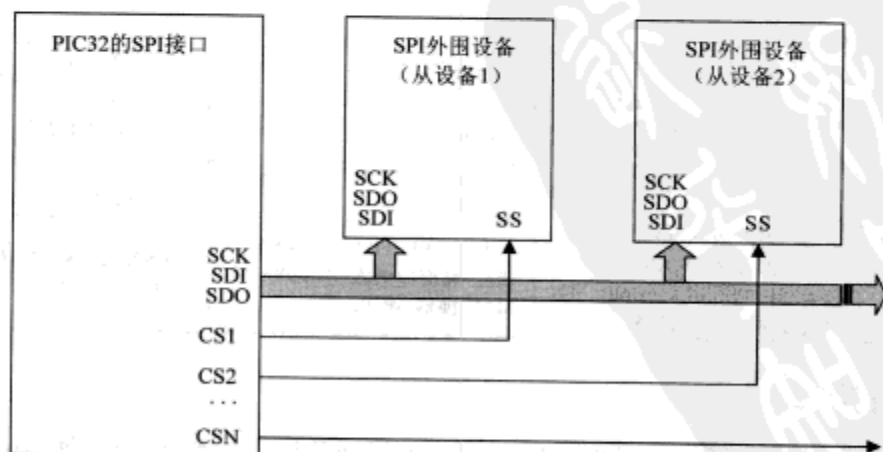 PIC32的SPI接口
SPI外围设备
（从设备1）
SPI外围设备
（从设备2）
SCK
SDO
SDI
SS
SCK
SDO
SDI
SS
SCK
SDI
SDO
CS1
CS2
...
CSN